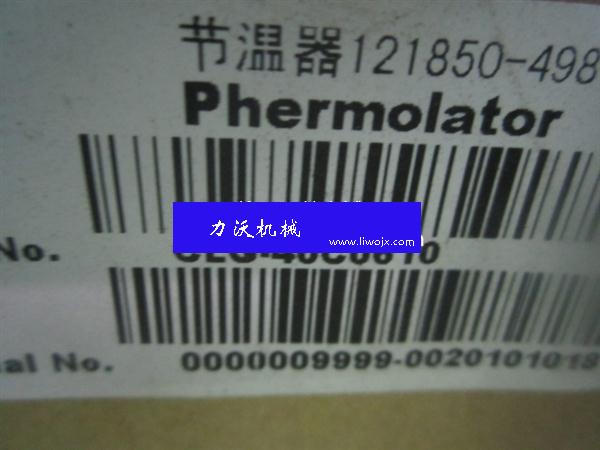 节温器121850-498
Phermolator
力沃机械
www.liwojx.com
No.
nal No. 0000009999-0020101018